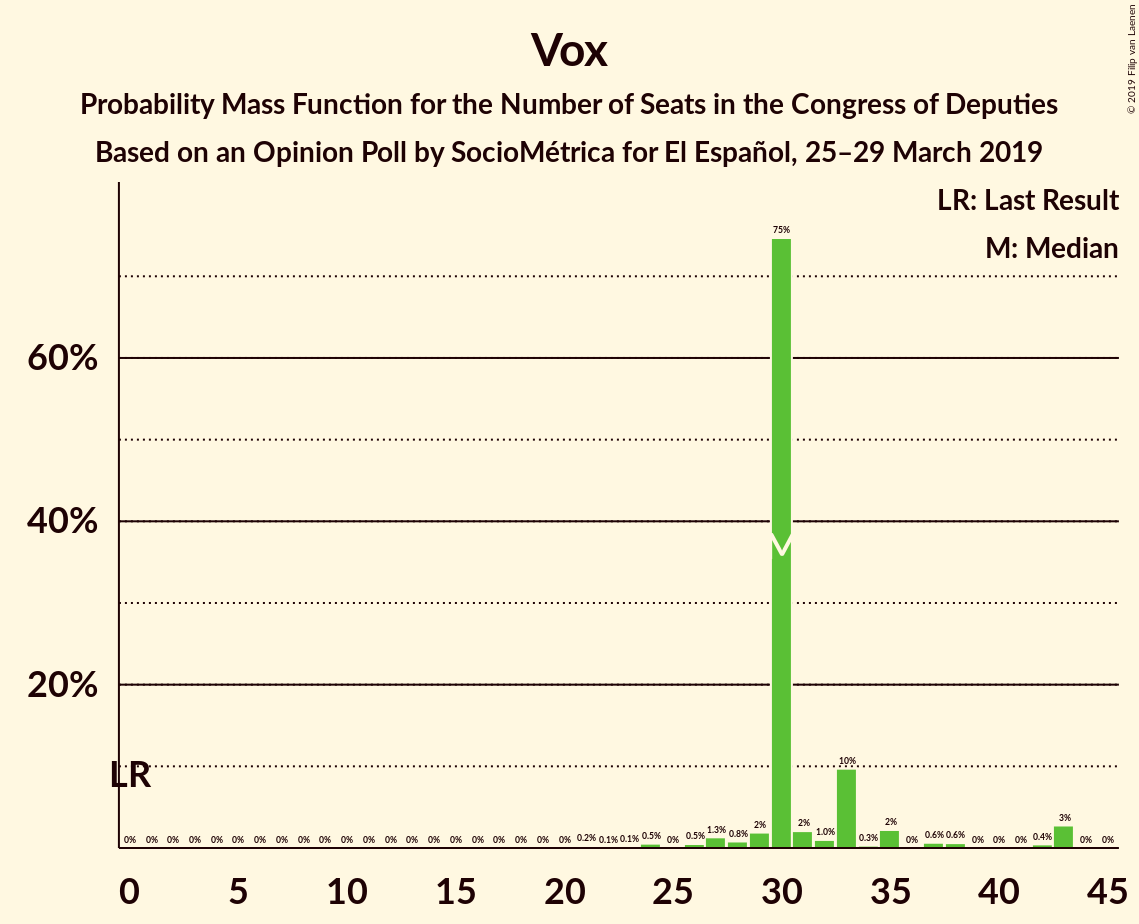 Vox
Probability Mass Function for the Number of Seats in the Congress of Deputies
Based on an Opinion Poll by SocioMétrica for El Español, 25–29 March 2019
© 2019 Filip van Laenen
LR: Last Result
M: Median
60%
40%
20%
LR
0% 0% 0% 0% 0% 0% 0% 0% 0% 0% 0% 0% 0% 0% 0% 0% 0% 0% 0% 0% 0% 0.2% 0.1% 0.1% 0.5% 0% 0.5% 1.3% 0.8% 2% 75% 2% 1.0% 10% 0.3% 2% 0% 0.6% 0.6% 0% 0% 0% 0.4% 3% 0% 0%
0 5 10 15 20 25 30 35 40 45